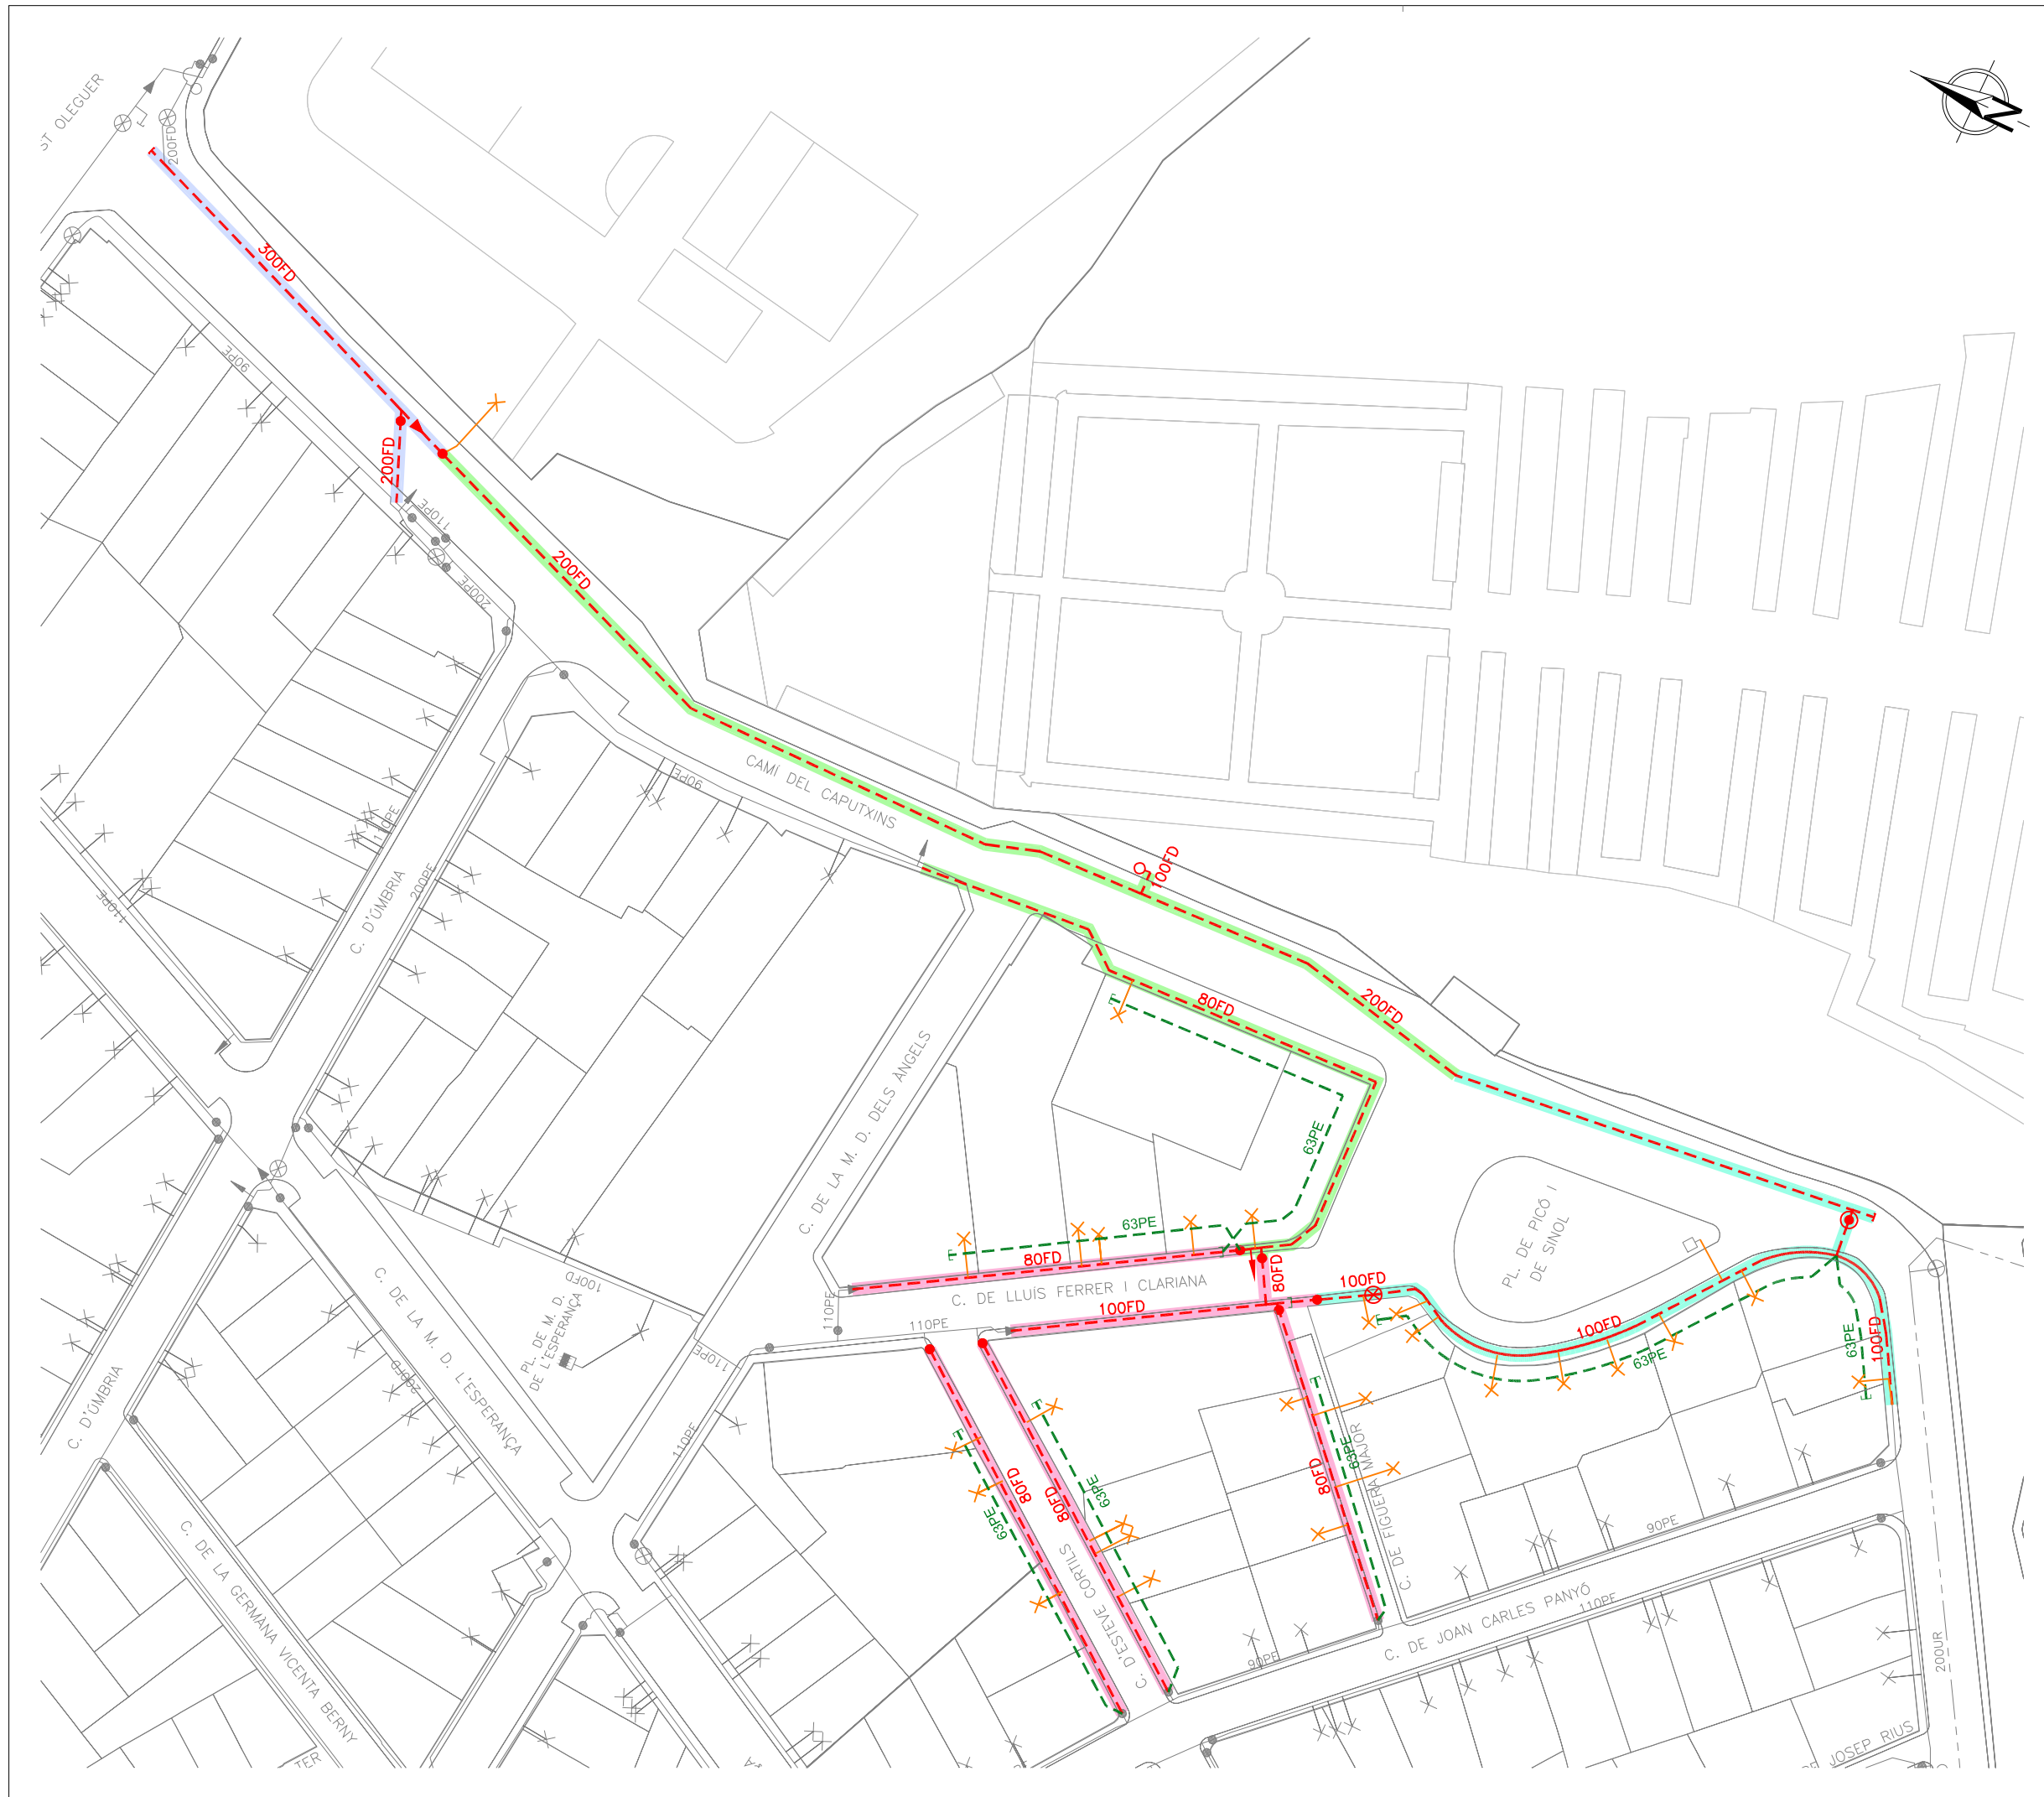 ST OLEGUER
200FD
N
300FD
90PE
200FD
110PE
200PE
200FD
CAMÍ DEL CAPUTXINS
90PE
100FD
110PE
200PE
C. D'ÚMBRIA
110PE
80FD
200FD
C. DE LA M. D. DELS ÀNGELS
63PE
63PE
80FD
C. DE LLUÍS FERRER I CLARIANA
80FD
100FD
100FD
PL. DE PICÓ I
DE SINOL
100FD
63PE
63PE
100FD
110PE
110PE
100FD
110PE
PL. DE M. D.
DE L'ESPERANÇA
C. DE LA M. D. L'ESPERANÇA
200FD
C. D'ÚMBRIA
110PE
80FD
63PE
80FD
63PE
C. D'ESTEVE CORTILS
80FD
63PE
C. DE FIGUERA MAJOR
90PE
90PE
C. DE JOAN CARLES PANYÓ
110PE
200UR
C. DE LA GERMANA VICENTA BERNY
JOSEP RIUS